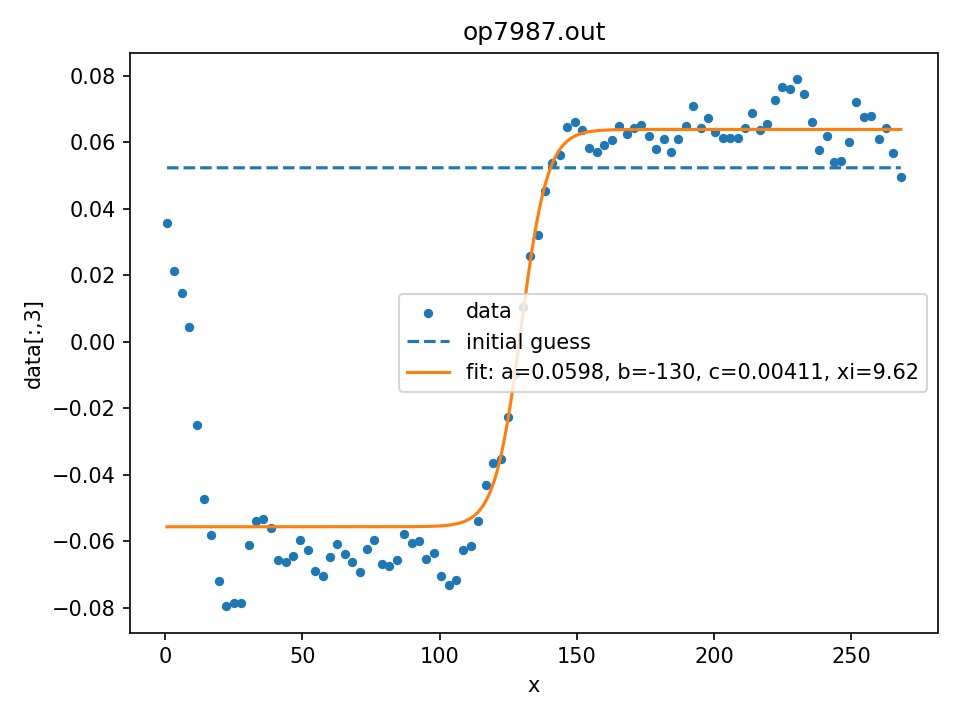 op7987.out
0.08
0.06
0.04
0.02
0.00
−0.02
−0.04
−0.06
−0.08
data[:,3]
data
initial guess
fit: a=0.0598, b=-130, c=0.00411, xi=9.62
0 50 100 150 200 250
x